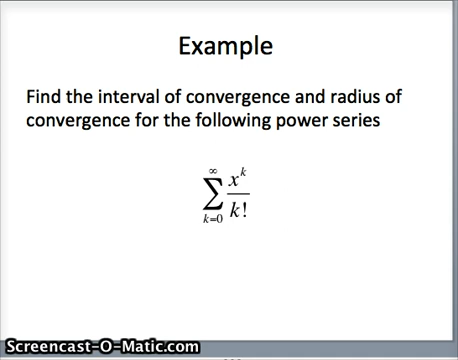 Example
Find the interval of convergence and radius of
convergence for the following power series
∞
∑ x^k / k!
k=0
Screencast-O-Matic.com